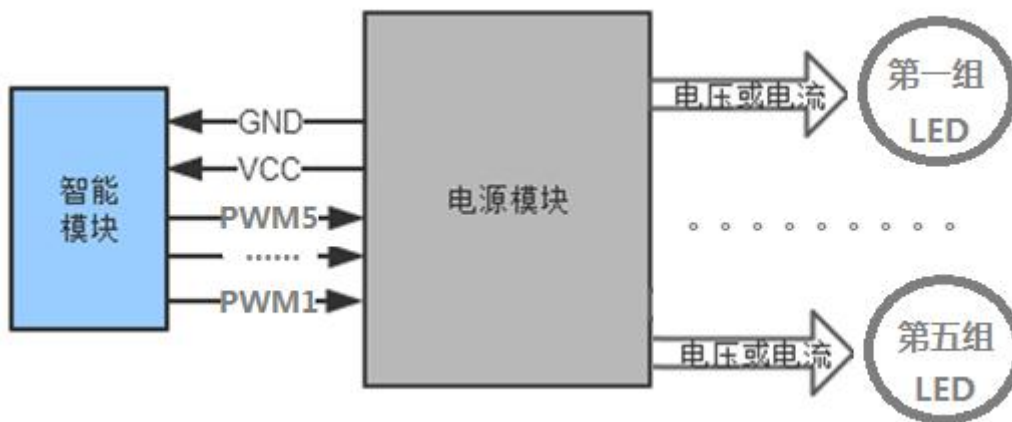 智能
模块
GND
VCC
PWM5
......
PWM1
电源模块
电压或电流
第一组
LED
电压或电流
第五组
LED